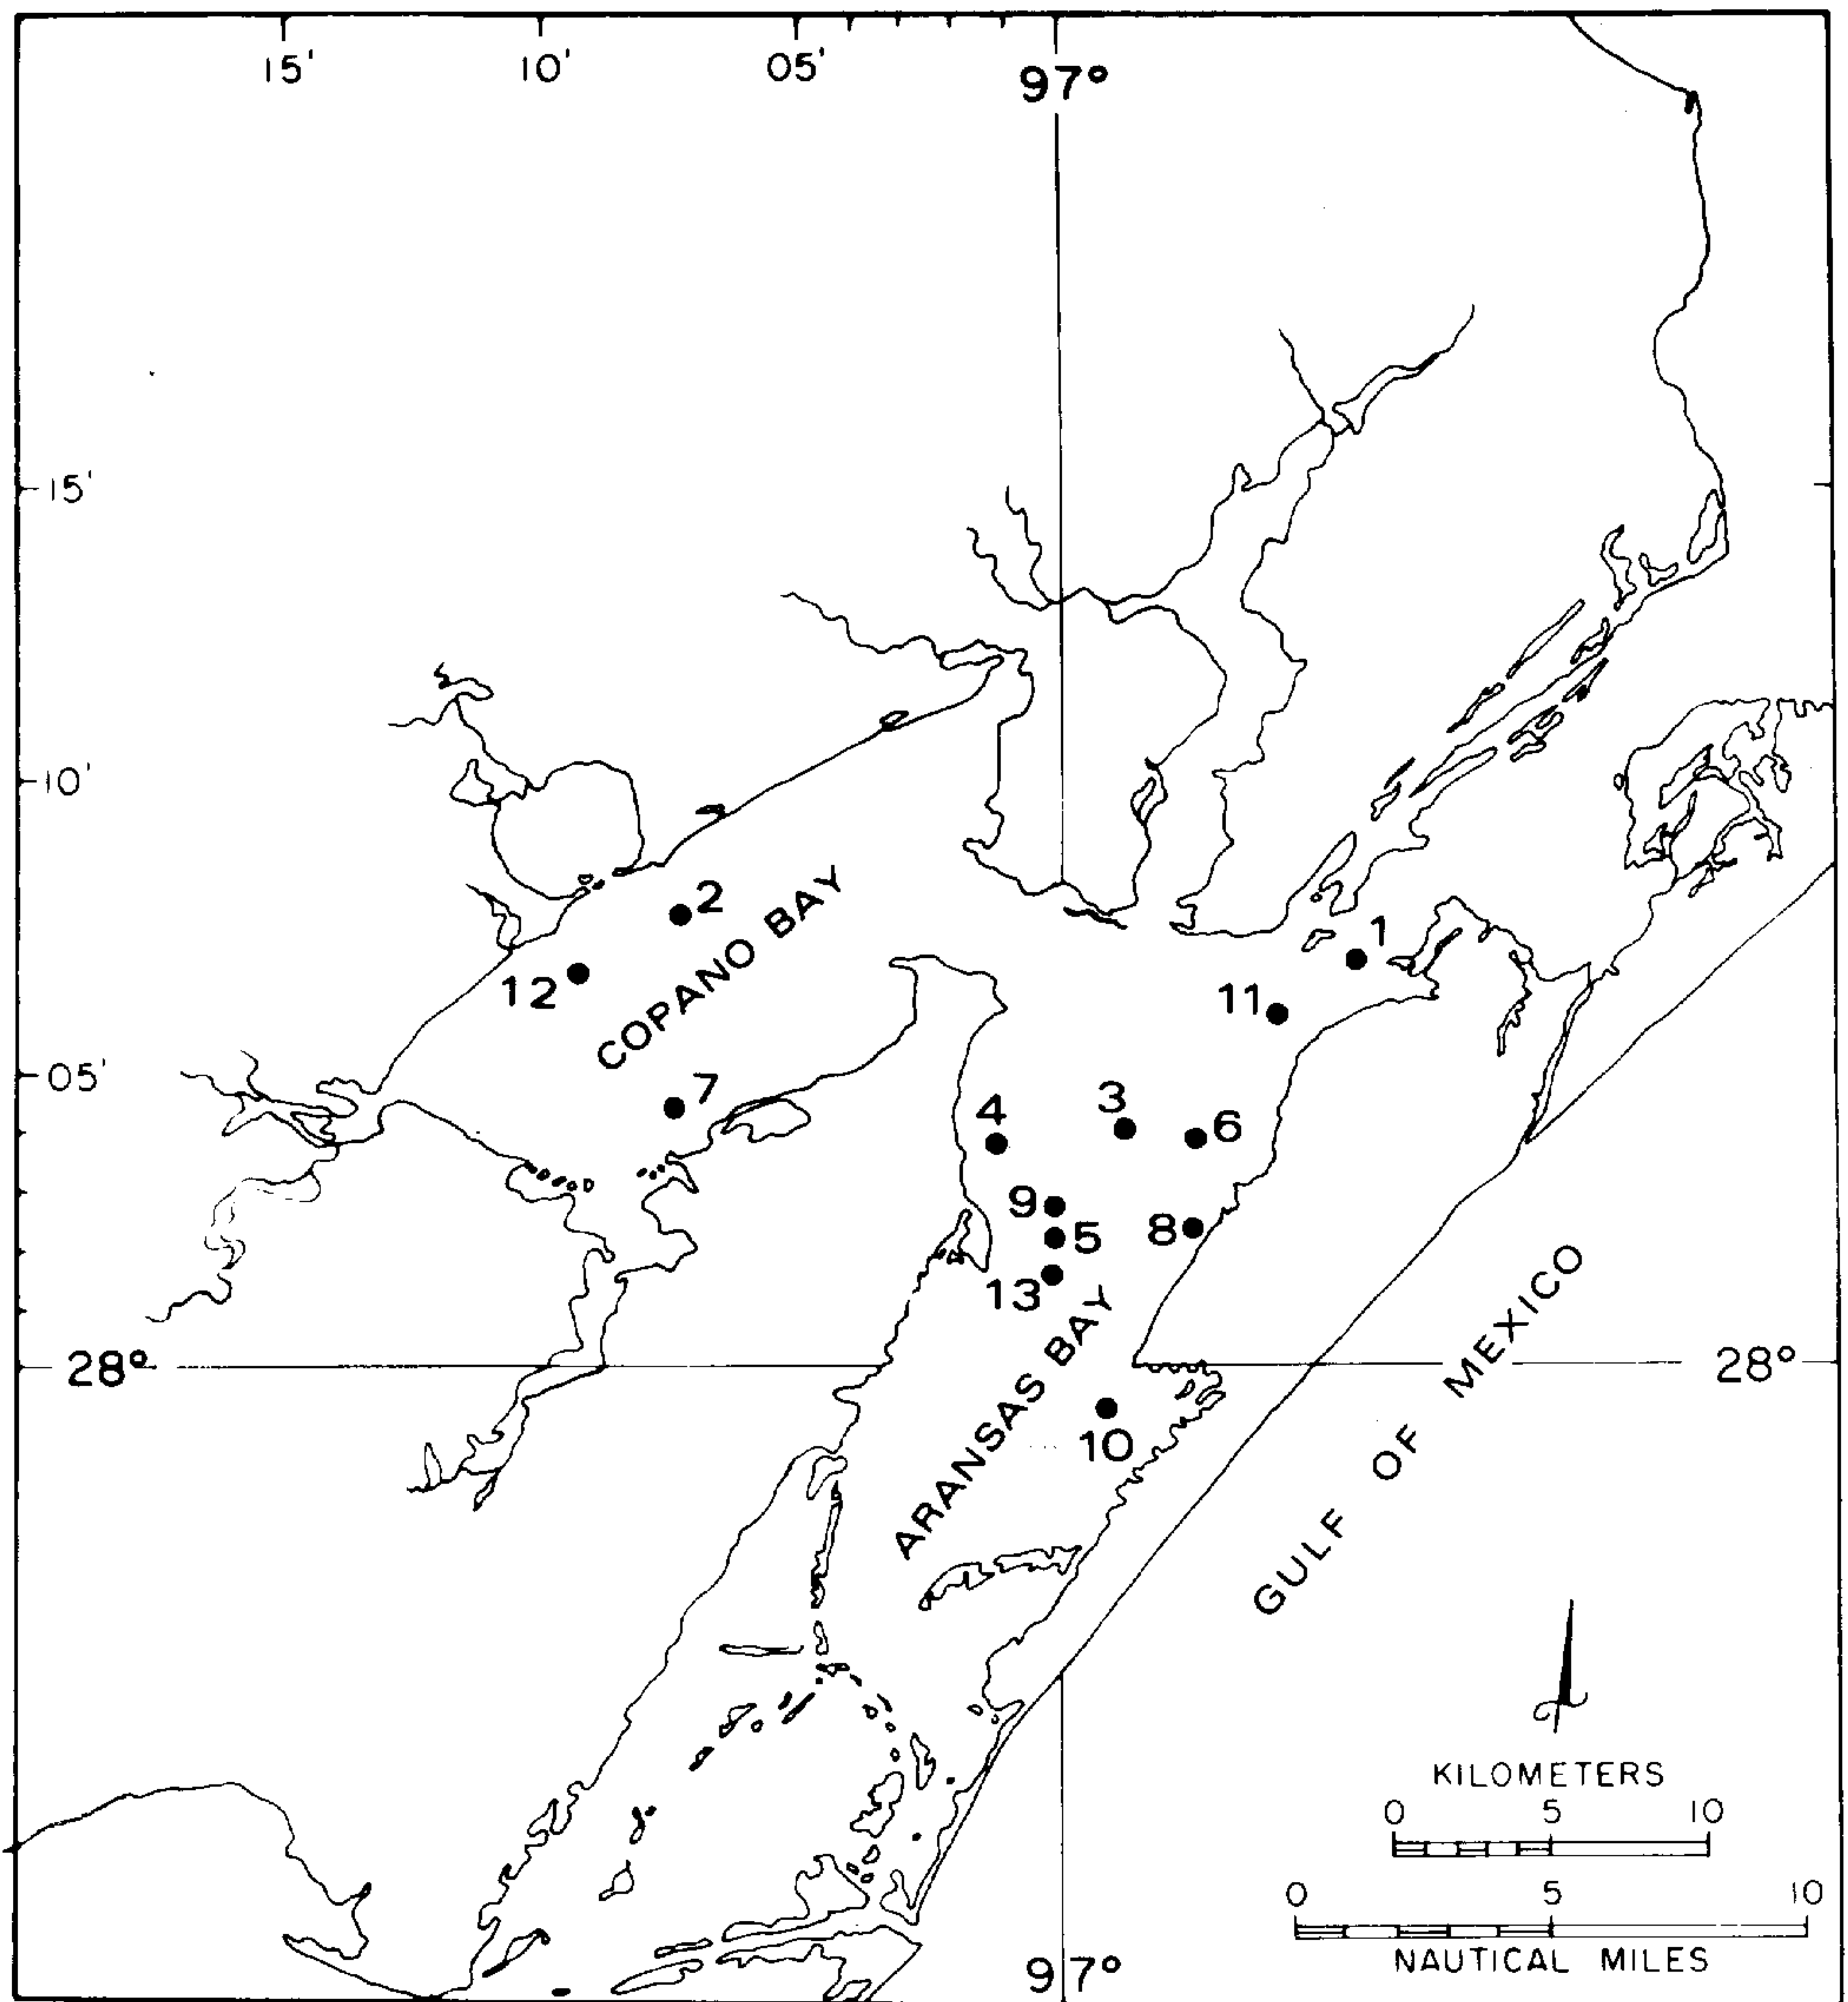 15' 10' 05' 97°
15'
10'
05'
28°
28°
97°
2
12
COPANO BAY
7
1
11
4
3
6
9
5
8
13
ARANSAS BAY
10
GULF OF MEXICO
KILOMETERS
0 5 10
0 5 10
NAUTICAL MILES